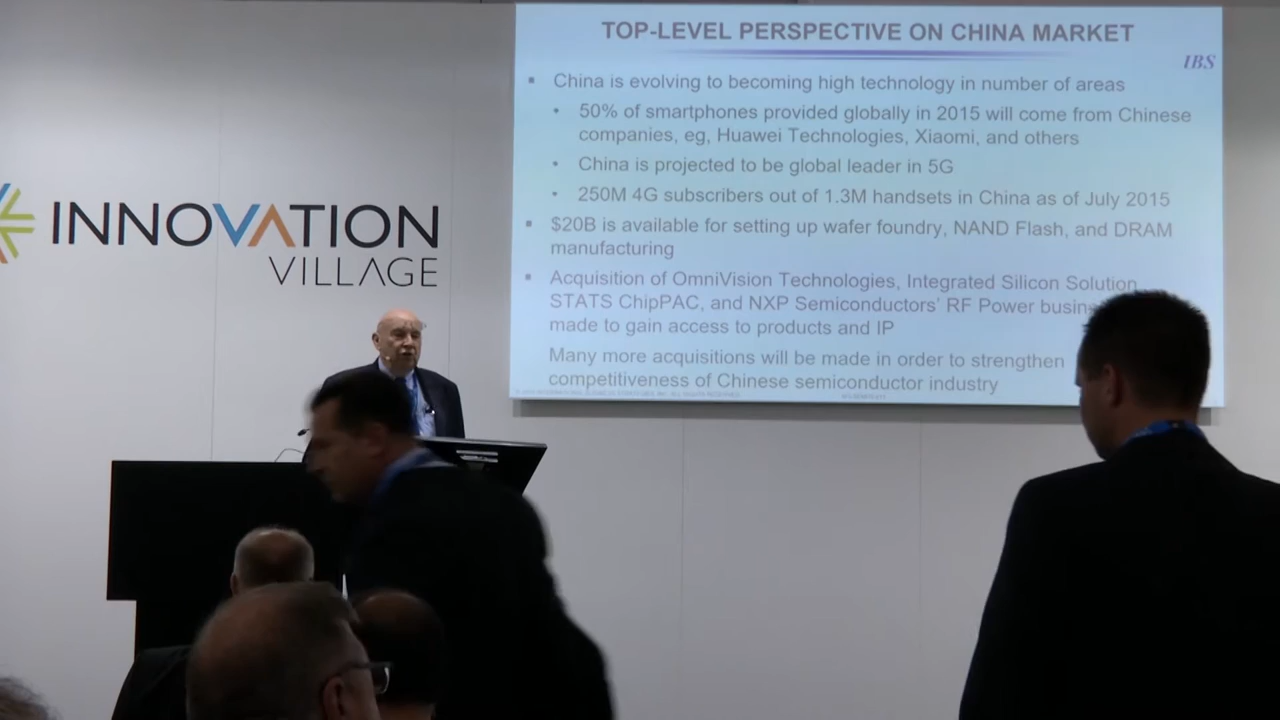 INNOVATION
VILLAGE
TOP-LEVEL PERSPECTIVE ON CHINA MARKET
IBS
▪ China is evolving to becoming high technology in number of areas
• 50% of smartphones provided globally in 2015 will come from Chinese
companies, eg, Huawei Technologies, Xiaomi, and others
• China is projected to be global leader in 5G
• 250M 4G subscribers out of 1.3M handsets in China as of July 2015
▪ $20B is available for setting up wafer foundry, NAND Flash, and DRAM
manufacturing
▪ Acquisition of OmniVision Technologies, Integrated Silicon Solution,
STATS ChipPAC, and NXP Semiconductors' RF Power
made to gain access to products and IP
Many more acquisitions will be made in order to strengthen
competitiveness of Chinese semiconductor industry